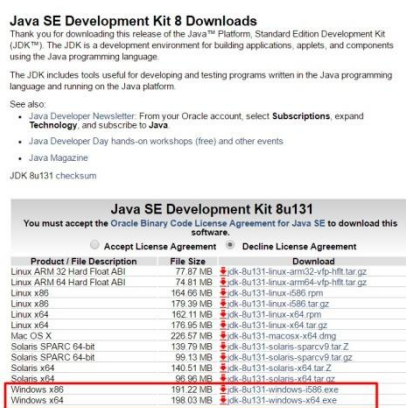 Java SE Development Kit 8 Downloads
Thank you for downloading this release of the Java™ Platform, Standard Edition Development Kit
(JDK™). The JDK is a development environment for building applications, applets, and components
using the Java programming language.
The JDK includes tools useful for developing and testing programs written in the Java programming
language and running on the Java platform.
See also:
• Java Developer Newsletter: From your Oracle account, select Subscriptions, expand
Technology, and subscribe to Java.
• Java Developer Day hands-on workshops (free) and other events
• Java Magazine
JDK 8u131 checksum
Java SE Development Kit 8u131
You must accept the Oracle Binary Code License Agreement for Java SE to download this
software.
Accept License Agreement Decline License Agreement
Product / File Description File Size Download
Linux ARM 32 Hard Float ABI 77.87 MB jdk-8u131-linux-arm32-vfp-hflt.tar.gz
Linux ARM 64 Hard Float ABI 74.81 MB jdk-8u131-linux-arm64-vfp-hflt.tar.gz
Linux x86 164.66 MB jdk-8u131-linux-i586.rpm
Linux x86 179.39 MB jdk-8u131-linux-i586.tar.gz
Linux x64 162.11 MB jdk-8u131-linux-x64.rpm
Linux x64 176.95 MB jdk-8u131-linux-x64.tar.gz
Mac OS X 226.57 MB jdk-8u131-macosx-x64.dmg
Solaris SPARC 64-bit 139.79 MB jdk-8u131-solaris-sparcv9.tar.Z
Solaris SPARC 64-bit 99.13 MB jdk-8u131-solaris-sparcv9.tar.gz
Solaris x64 140.51 MB jdk-8u131-solaris-x64.tar.Z
Solaris x64 96.96 MB jdk-8u131-solaris-x64.tar.gz
Windows x86 191.22 MB jdk-8u131-windows-i586.exe
Windows x64 198.03 MB jdk-8u131-windows-x64.exe